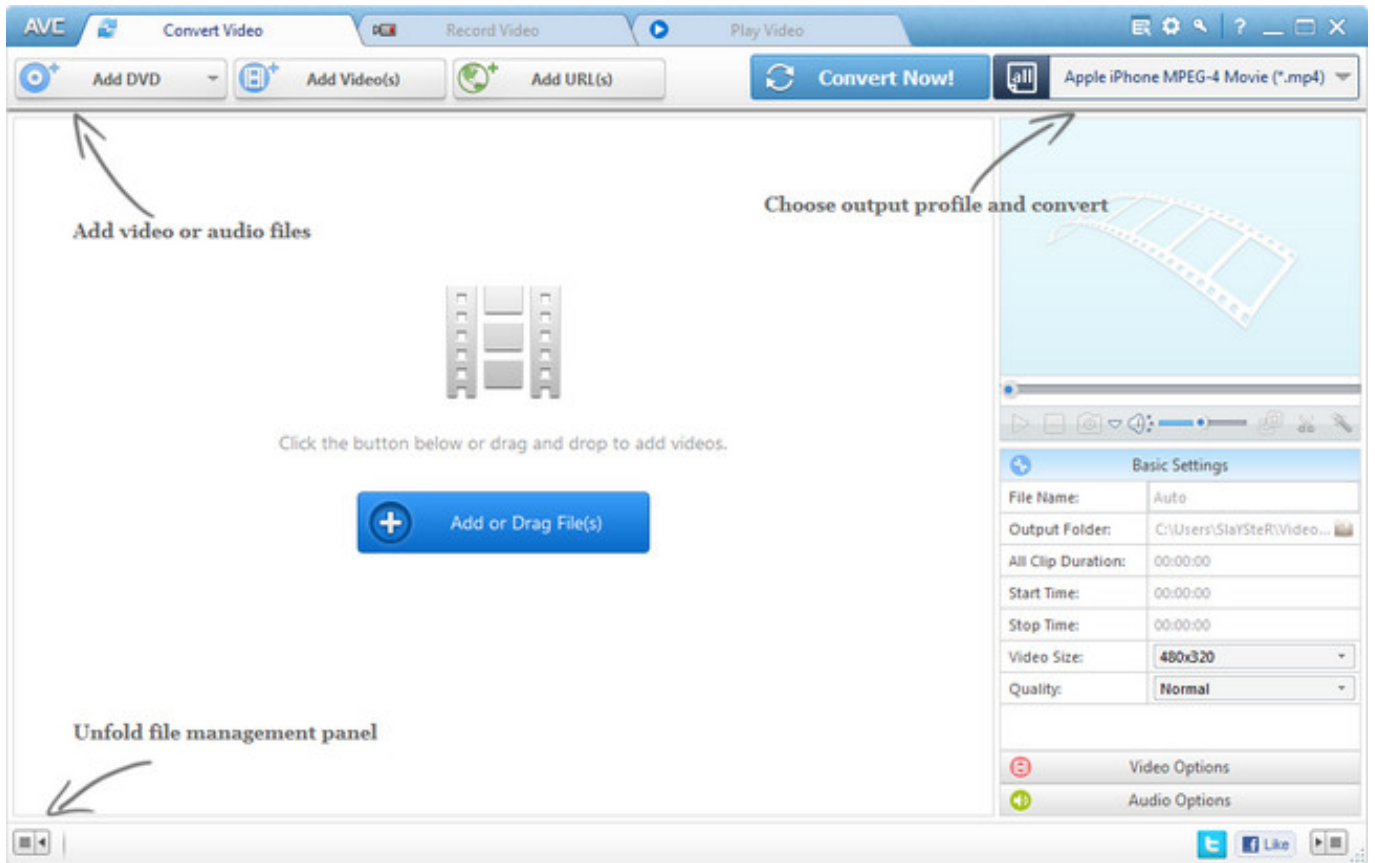 AVE Convert Video Record Video Play Video ?
Add DVD Add Video(s) Add URL(s) Convert Now! all Apple iPhone MPEG-4 Movie (*.mp4)
Choose output profile and convert
Add video or audio files
Click the button below or drag and drop to add videos.
Add or Drag File(s)
Basic Settings
File Name: Auto
Output Folder: C:\Users\SlaYSteR\Video...
All Clip Duration: 00:00:00
Start Time: 00:00:00
Stop Time: 00:00:00
Video Size: 480x320
Quality: Normal
Unfold file management panel
Video Options
Audio Options
t f Like